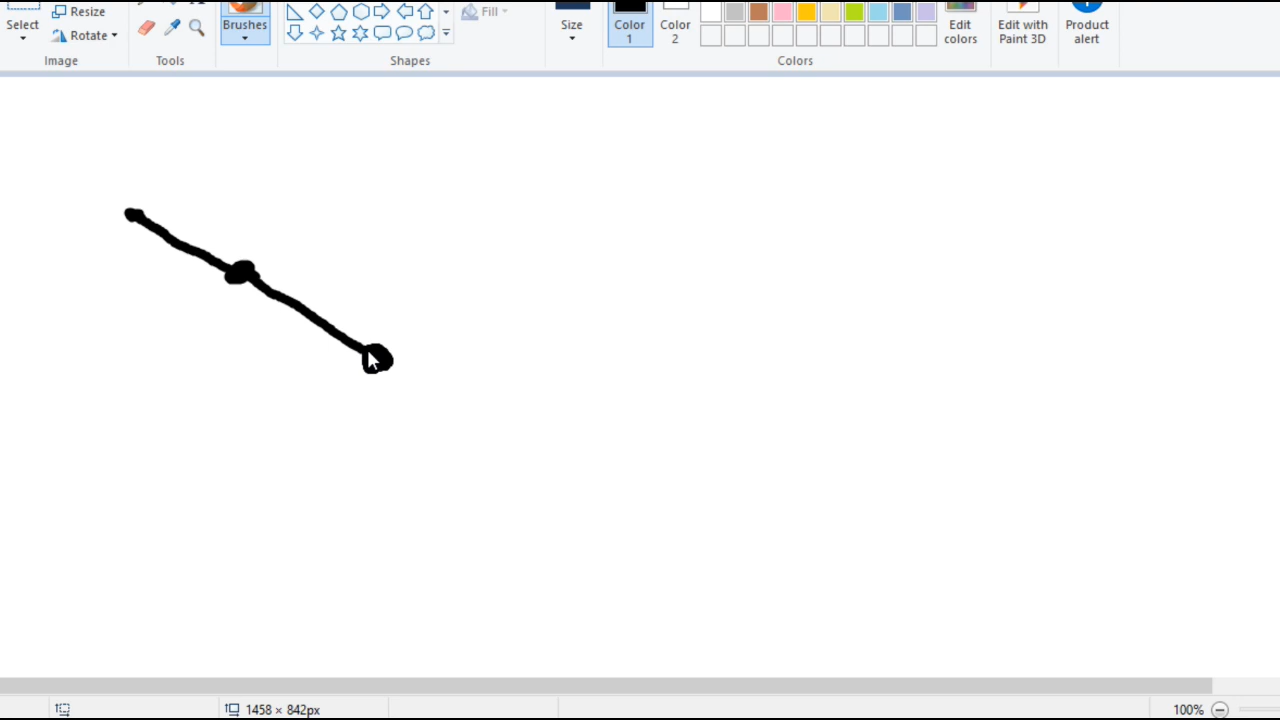 Select
Resize
Rotate
Image
Tools
Brushes
Fill
Shapes
Size
Color 1
Color 2
Colors
Edit colors
Edit with Paint 3D
Product alert
1458 × 842px
100%